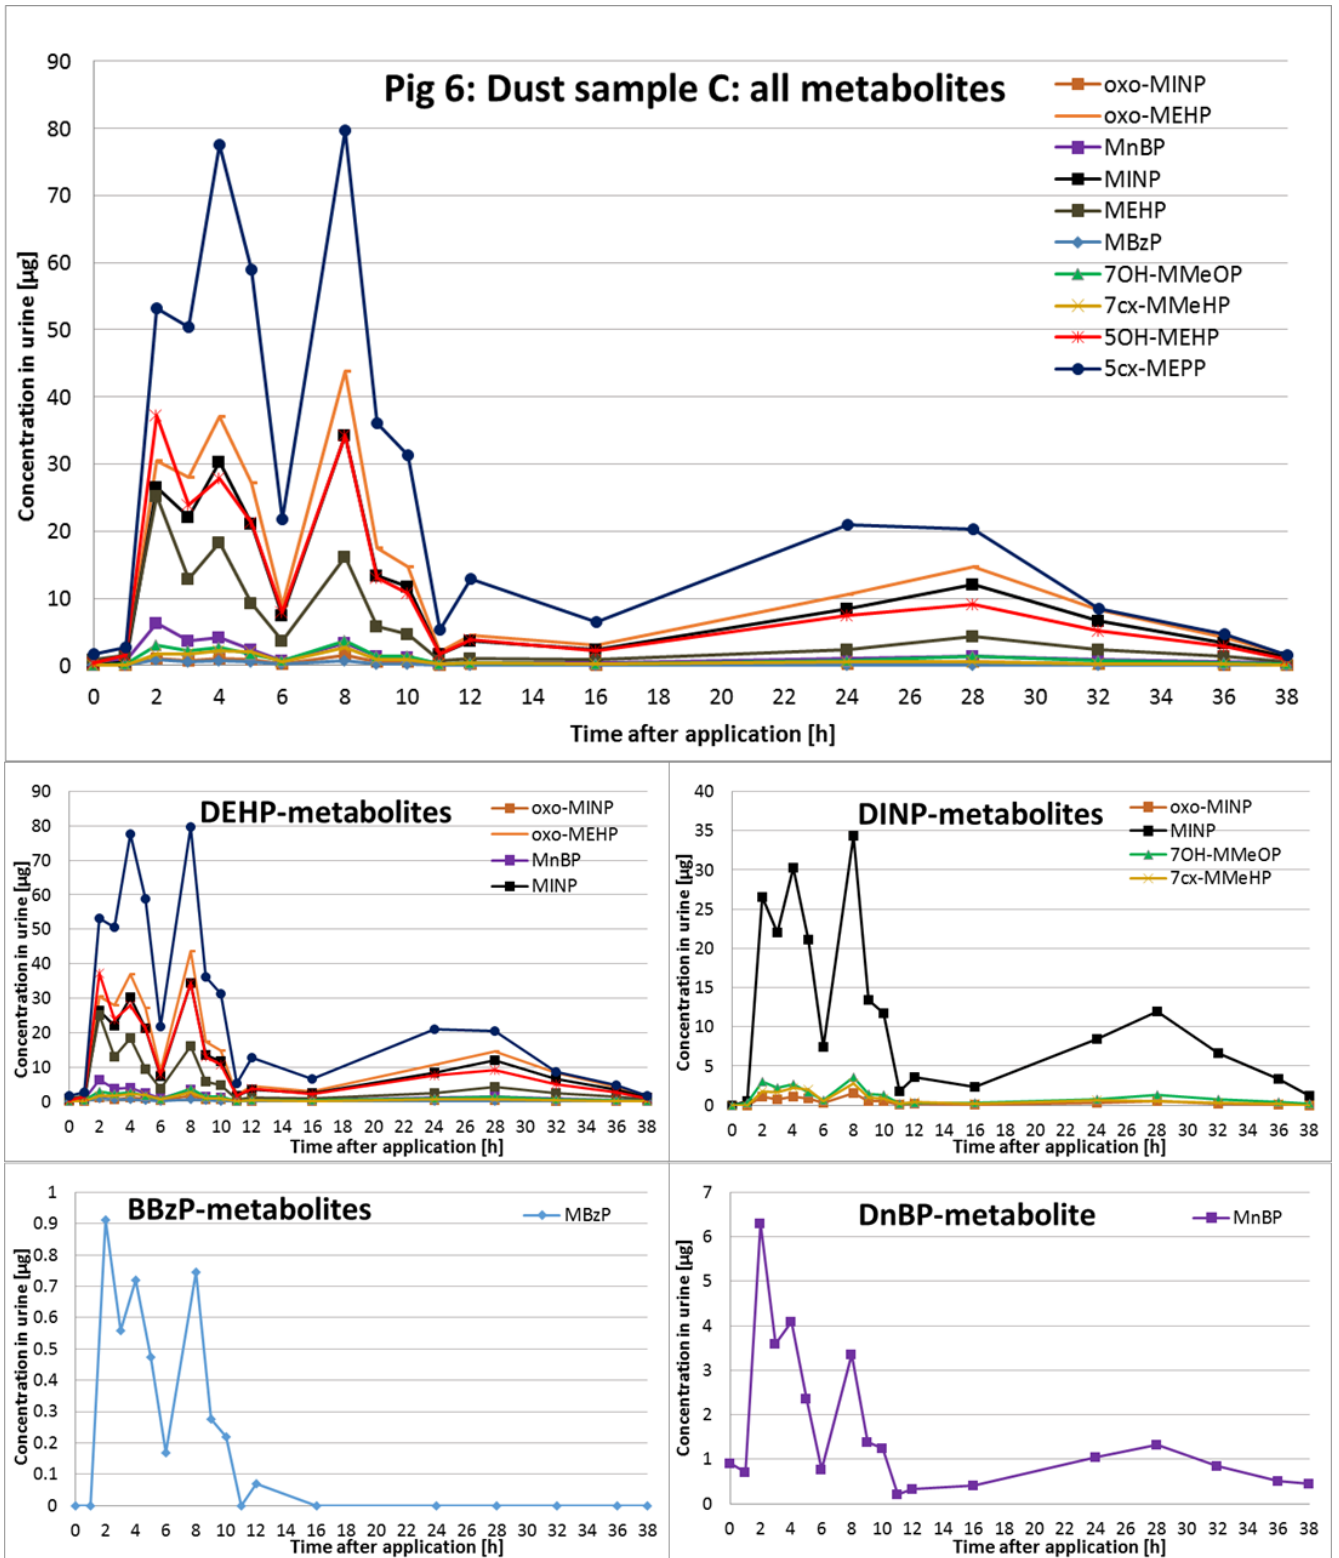 Pig 6: Dust sample C: all metabolites
Concentration in urine [µg]
90
80
70
60
50
40
30
20
10
0
oxo-MINP
oxo-MEHP
MnBP
MINP
MEHP
MBzP
7OH-MMeOP
7cx-MMeHP
5OH-MEHP
5cx-MEPP
0 2 4 6 8 10 12 14 16 18 20 22 24 26 28 30 32 34 36 38
Time after application [h]
DEHP-metabolites
Concentration in urine [µg]
90
80
70
60
50
40
30
20
10
0
oxo-MINP
oxo-MEHP
MnBP
MINP
0 2 4 6 8 10 12 14 16 18 20 22 24 26 28 30 32 34 36 38
Time after application [h]
DINP-metabolites
Concentration in urine [µg]
40
35
30
25
20
15
10
5
0
oxo-MINP
MINP
7OH-MMeOP
7cx-MMeHP
0 2 4 6 8 10 12 14 16 18 20 22 24 26 28 30 32 34 36 38
Time after application [h]
BBzP-metabolites
Concentration in urine [µg]
1
0.9
0.8
0.7
0.6
0.5
0.4
0.3
0.2
0.1
0
MBzP
0 2 4 6 8 10 12 14 16 18 20 22 24 26 28 30 32 34 36 38
Time after application [h]
DnBP-metabolite
Concentration in urine [µg]
7
6
5
4
3
2
1
0
MnBP
0 2 4 6 8 10 12 14 16 18 20 22 24 26 28 30 32 34 36 38
Time after application [h]